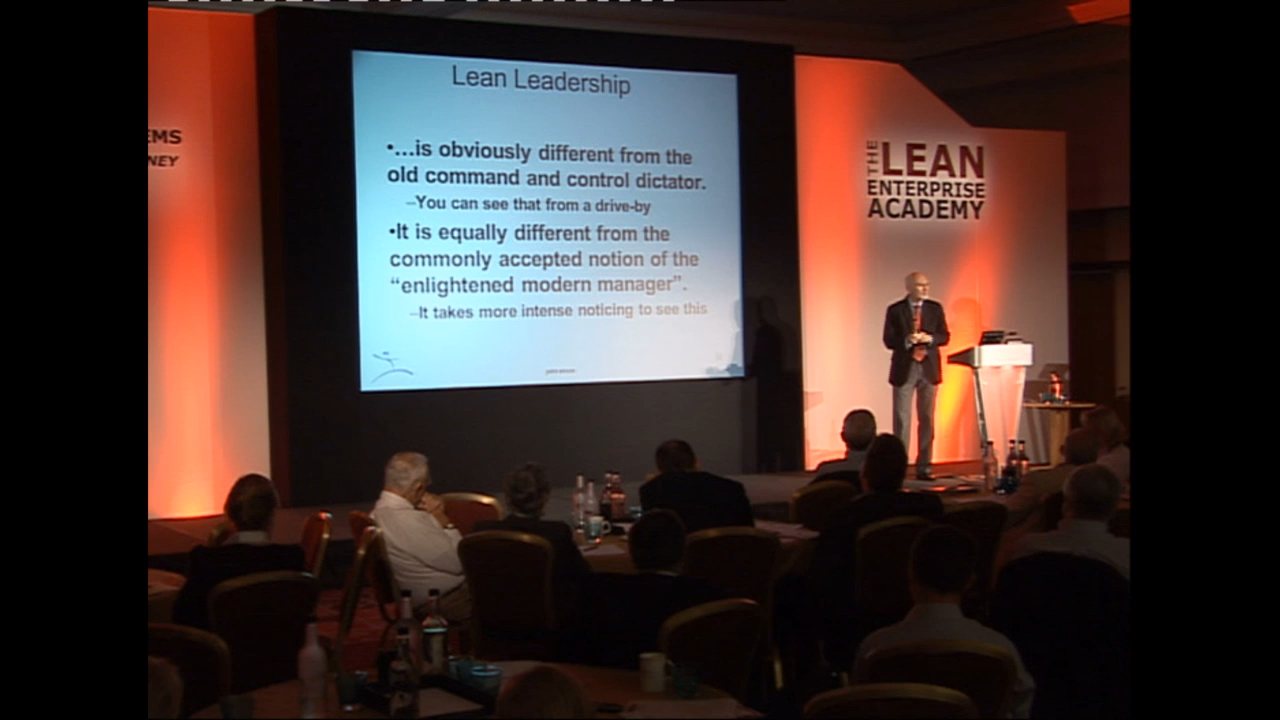 EMS
NEY
Lean Leadership
•…is obviously different from the
old command and control dictator.
–You can see that from a drive-by
•It is equally different from the
commonly accepted notion of the
“enlightened modern manager”.
–It takes more intense noticing to see this
THE
LEAN
ENTERPRISE
ACADEMY